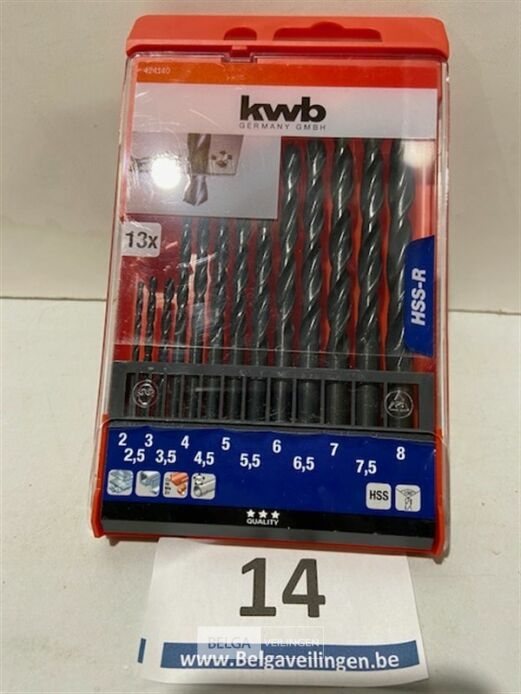 424140
kwb
GERMANY GMBH
13x
HSS-R
2 3 4 5 6 7 8
2,5 3,5 4,5 5,5 6,5 7,5
HSS
★★★
QUALITY
14
BELGA VEILINGEN
www.Belgaveilingen.be